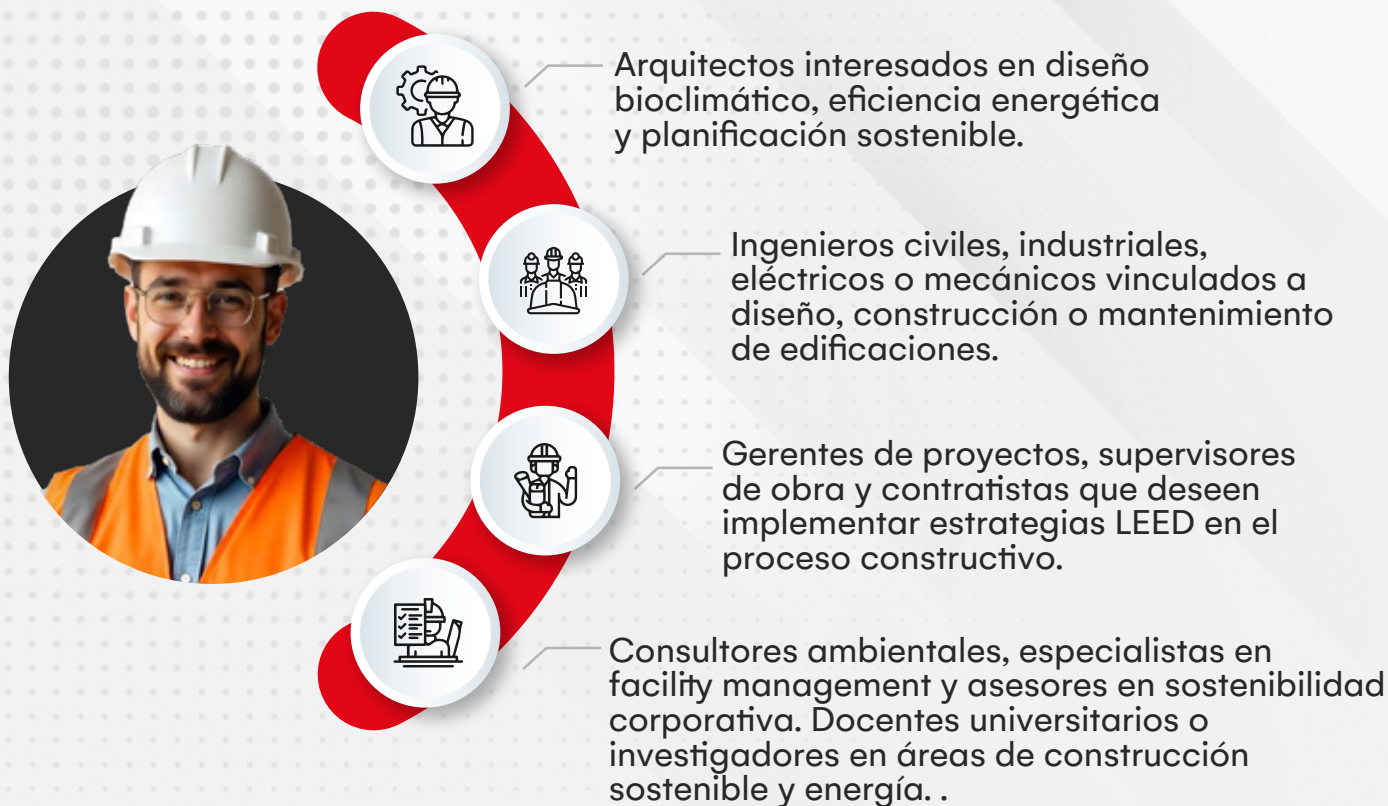 Arquitectos interesados en diseño
bioclimático, eficiencia energética
y planificación sostenible.
Ingenieros civiles, industriales,
eléctricos o mecánicos vinculados a
diseño, construcción o mantenimiento
de edificaciones.
Gerentes de proyectos, supervisores
de obra y contratistas que deseen
implementar estrategias LEED en el
proceso constructivo.
Consultores ambientales, especialistas en
facility management y asesores en sostenibilidad
corporativa. Docentes universitarios o
investigadores en áreas de construcción
sostenible y energía. .